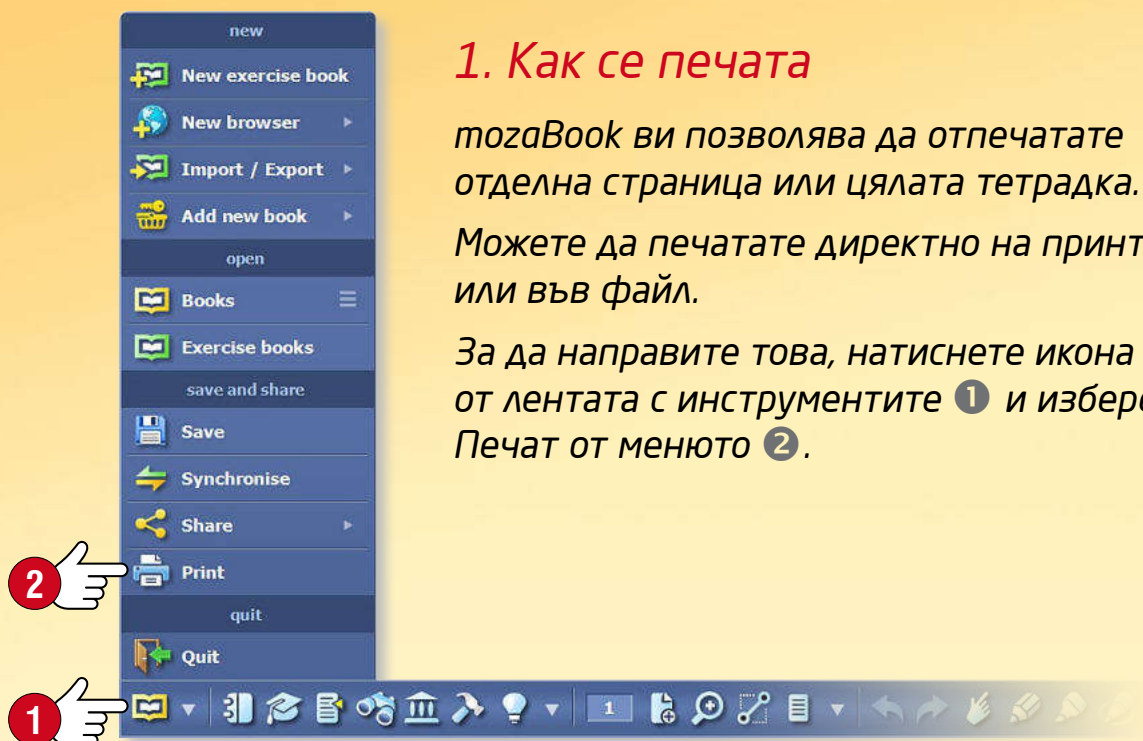 new
New exercise book
New browser
Import / Export
Add new book
open
Books
Exercise books
save and share
Save
Synchronise
Share
Print
quit
Quit
2
1
1
1. Как се печата
mozaBook ви позволява да отпечатате
отделна страница или цялата тетрадка.
Можете да печатате директно на
или във файл.
За да направите това, натиснете икона
от лентата с инструментите ❶ и
Печат от менюто ❷.